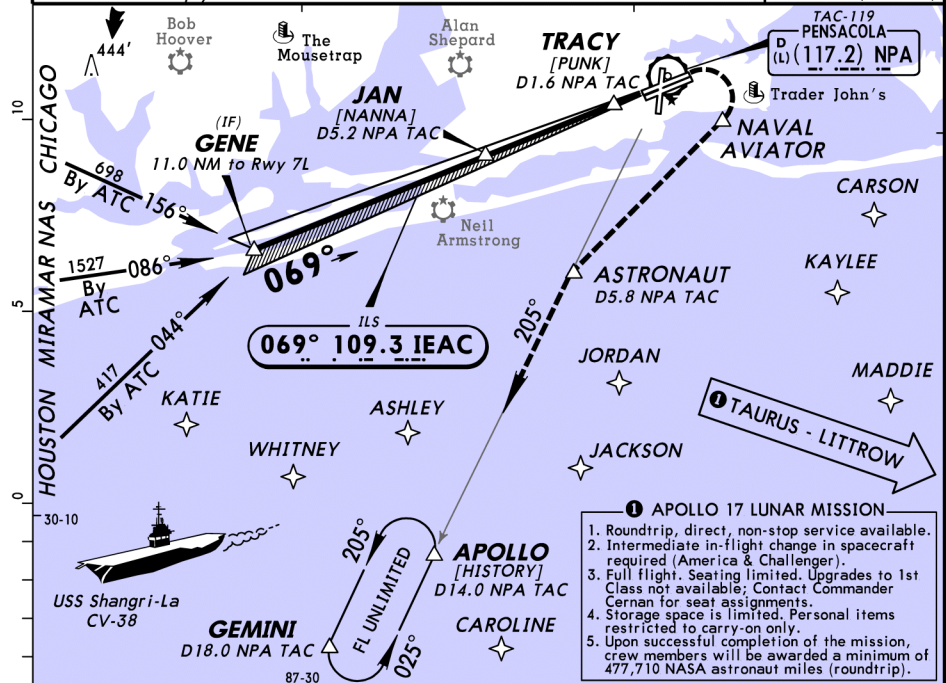 444'
Bob
Hoover
The
Mousetrap
Alan
Shepard
TRACY
[PUNK]
D1.6 NPA TAC
TAC-119
PENSACOLA
D
(L) (117.2) NPA
Trader John's
NAVAL
AVIATOR
JAN
[NANNA]
D5.2 NPA TAC
(IF)
GENE
11.0 NM to Rwy 7L
10
5
0
HOUSTON MIRAMAR NAS CHICAGO
698
156°
By ATC
1527
086°
By
ATC
417
044°
By ATC
069°
Neil
Armstrong
ILS
069° 109.3 IEAC
CARSON
KAYLEE
ASTRONAUT
D5.8 NPA TAC
205°
JORDAN
MADDIE
KATIE
ASHLEY
WHITNEY
JACKSON
1 TAURUS - LITTROW
30-10
USS Shangri-La
CV-38
205°
FL UNLIMITED
025°
APOLLO
[HISTORY]
D14.0 NPA TAC
GEMINI
D18.0 NPA TAC
CAROLINE
87-30
1 APOLLO 17 LUNAR MISSION
1. Roundtrip, direct, non-stop service available.
2. Intermediate in-flight change in spacecraft
required (America & Challenger).
3. Full flight. Seating limited. Upgrades to 1st
Class not available; Contact Commander
Cernan for seat assignments.
4. Storage space is limited. Personal items
restricted to carry-on only.
5. Upon successful completion of the mission,
crew members will be awarded a minimum of
477,710 NASA astronaut miles (roundtrip).